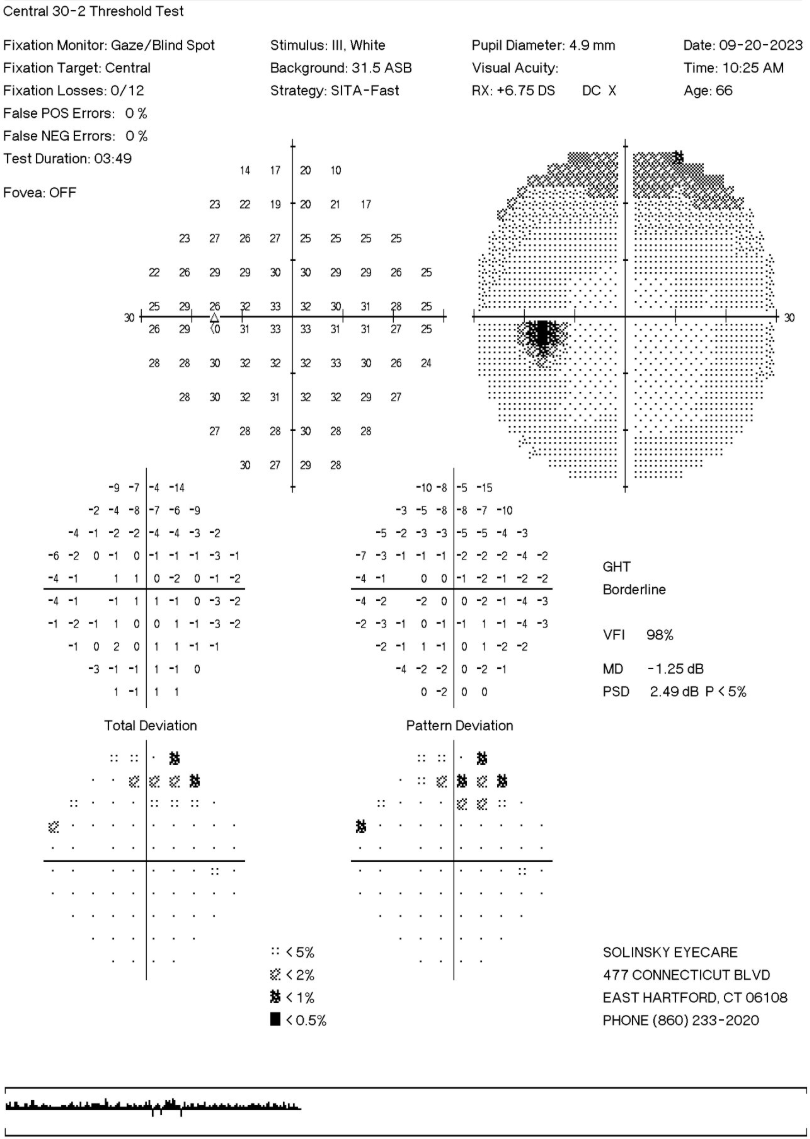 Central 30-2 Threshold Test
Fixation Monitor: Gaze/Blind Spot Stimulus: III, White Pupil Diameter: 4.9 mm Date: 09-20-2023
Fixation Target: Central Background: 31.5 ASB Visual Acuity: Time: 10:25 AM
Fixation Losses: 0/12 Strategy: SITA-Fast RX: +6.75 DS DC X Age: 66
False POS Errors: 0 %
False NEG Errors: 0 %
Test Duration: 03:49
Fovea: OFF
14 17 20 10
23 22 19 20 21 17
23 27 26 27 25 25 25 25
22 26 29 29 30 30 29 29 26 25
25 29 26 32 33 32 30 31 28 25
30 30
26 29 (0 31 33 33 31 31 27 25
28 28 30 32 32 32 33 30 26 24
28 30 32 31 32 32 29 27
27 28 28 30 28 28
30 27 29 28
-9 -7 -4 -14 -10 -8 -5 -15
-2 -4 -8 -7 -6 -9 -3 -5 -8 -8 -7 -10
-4 -1 -2 -2 -4 -4 -3 -2 -5 -2 -3 -3 -5 -5 -4 -3
-6 -2 0 -1 0 -1 -1 -1 -3 -1 -7 -3 -1 -1 -1 -2 -2 -2 -4 -2
-4 -1 1 1 0 -2 0 -1 -2 -4 -1 0 0 -1 -2 -1 -2 -2
-4 -1 -1 1 1 -1 0 -3 -2 -4 -2 -2 0 0 -2 -1 -4 -3
-1 -2 -1 1 0 0 1 -1 -3 -2 -2 -3 -1 0 -1 -1 1 -1 -4 -3
-1 0 2 0 1 1 -1 -1 -2 -1 1 -1 0 1 -2 -2
-3 -1 -1 1 -1 0 -4 -2 -2 0 -2 -1
1 -1 1 1 0 -2 0 0
GHT
Borderline
VFI 98%
MD -1.25 dB
PSD 2.49 dB P < 5%
Total Deviation Pattern Deviation
< 5%
< 2%
< 1%
< 0.5%
SOLINSKY EYECARE
477 CONNECTICUT BLVD
EAST HARTFORD, CT 06108
PHONE (860) 233-2020